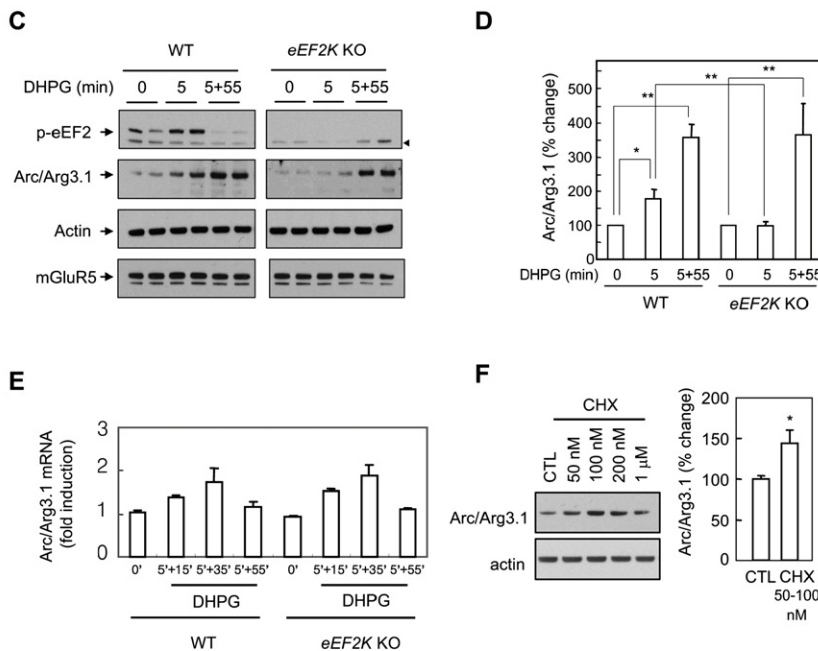 C
WT eEF2K KO
DHPG (min) 0 5 5+55 0 5 5+55
p-eEF2
Arc/Arg3.1
Actin
mGluR5
D
Arc/Arg3.1 (% change)
500
400
300
200
100
0
* ** ** **
DHPG (min) 0 5 5+55 0 5 5+55
WT eEF2K KO
E
Arc/Arg3.1 mRNA
(fold induction)
3
2
1
0
0' 5'+15' 5'+35' 5'+55' 0' 5'+15' 5'+35' 5'+55'
DHPG DHPG
WT eEF2K KO
F
CHX
CTL 50 nM 100 nM 200 nM 1 μM
Arc/Arg3.1
actin
Arc/Arg3.1 (% change)
200
150
100
50
0
*
CTL CHX
50-100
nM